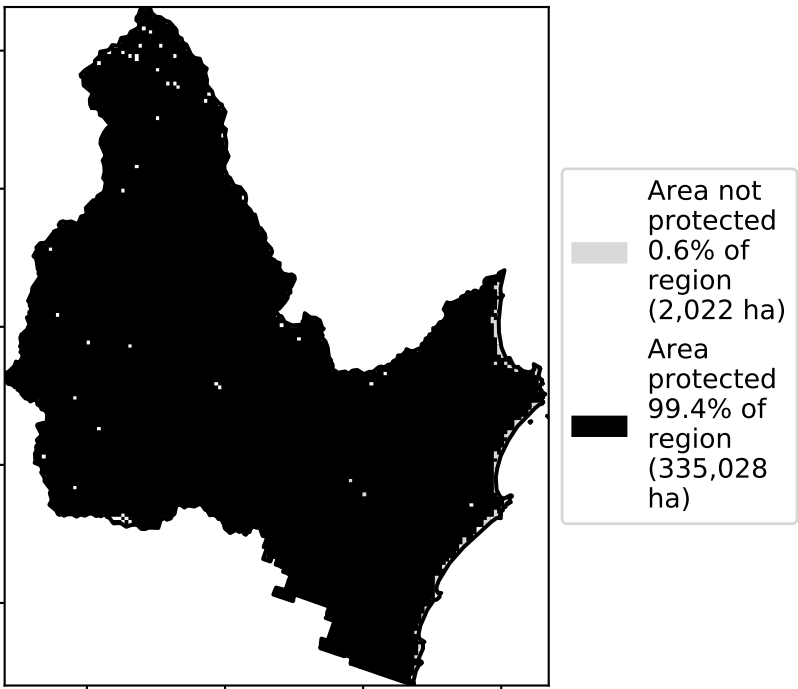 Area not
protected
0.6% of
region
(2,022 ha)
Area
protected
99.4% of
region
(335,028
ha)